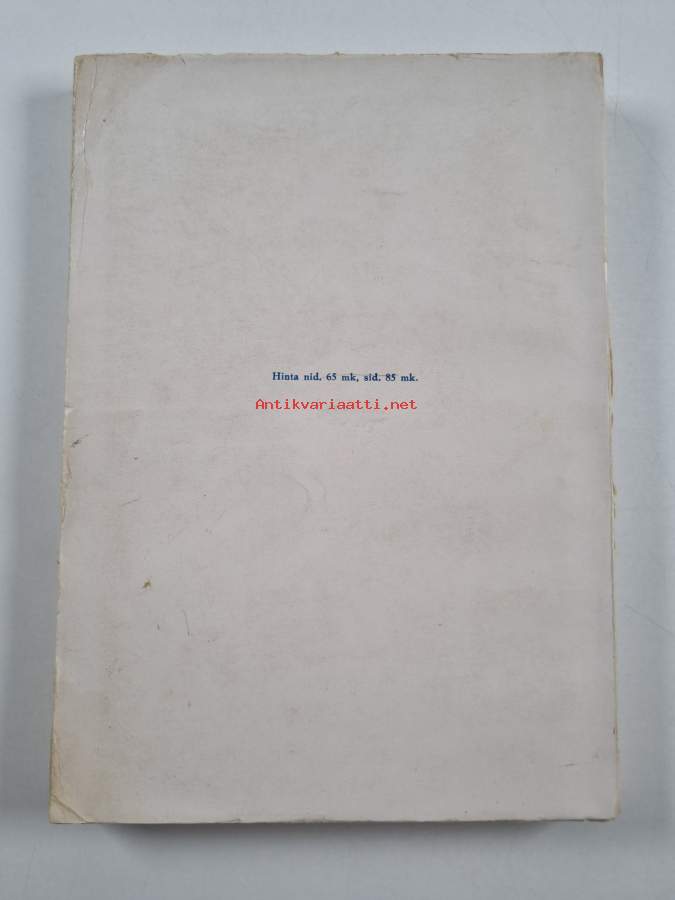 Hinta nid. 65 mk, sid. 85 mk.
Antikvariaatti.net